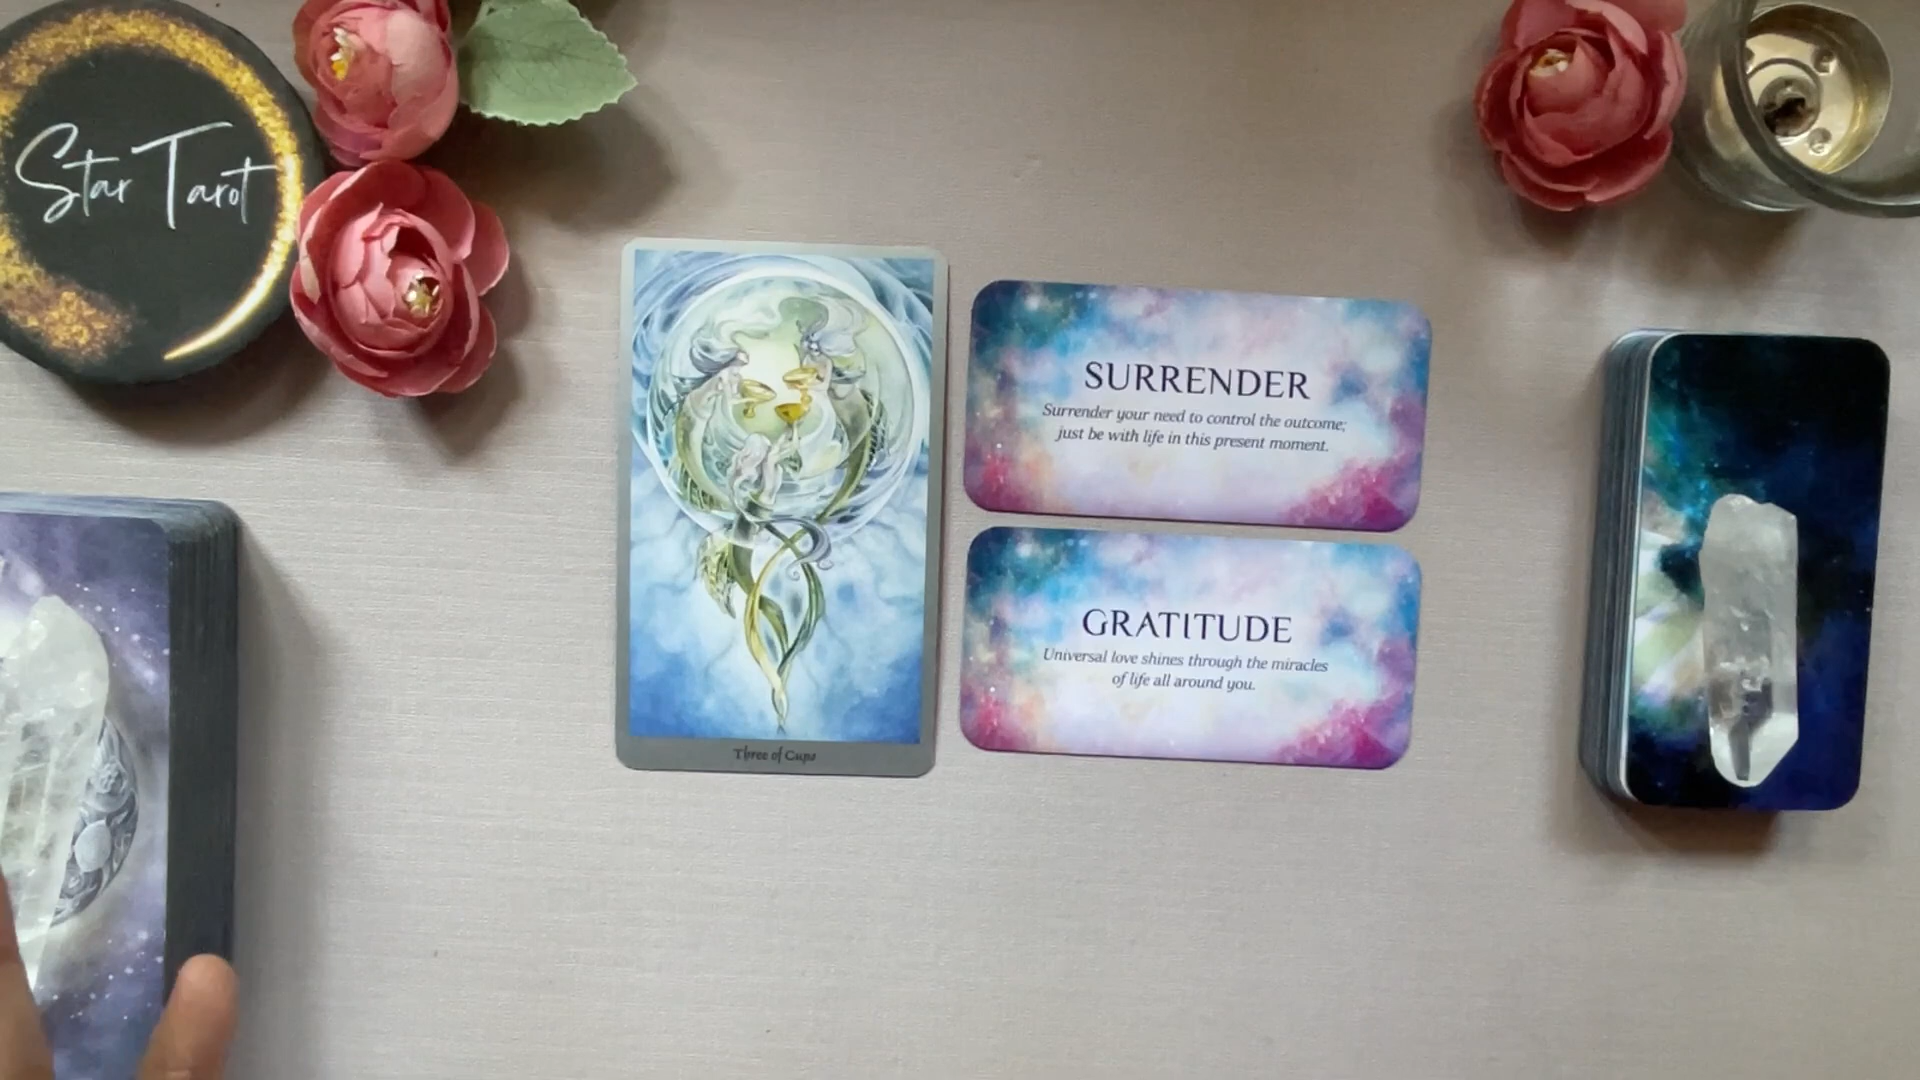 Star Tarot
SURRENDER
Surrender your need to control the outcome;
just be with life in this present moment.
GRATITUDE
Universal love shines through the miracles
of life all around you.
Three of Cups